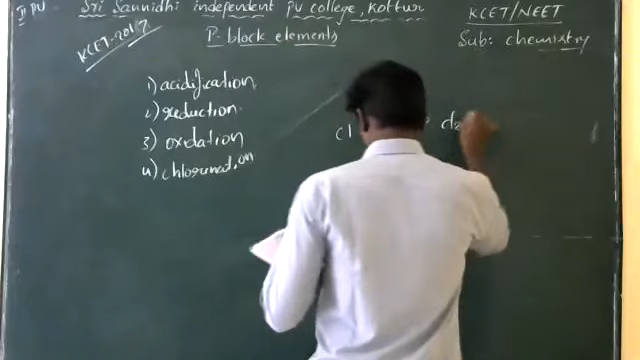 II PU
Sri Saunidhi independent PU college, Kottur
KCET/NEET
KCET-2017
P-block elements
Sub: chemistry
1) acidification
2) reduction
3) oxidation
4) chlorination
cl